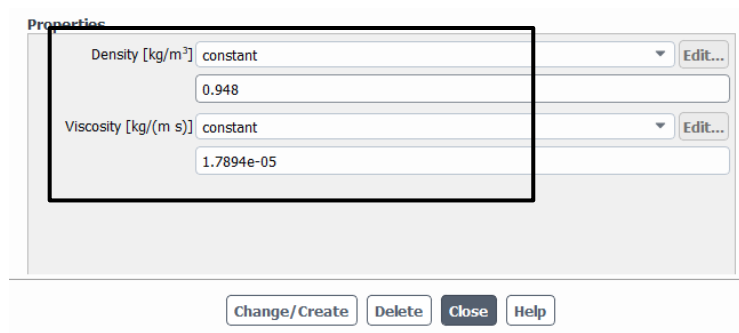 Properties
Density [kg/m³] constant Edit...
0.948
Viscosity [kg/(m s)] constant Edit...
1.7894e-05
Change/Create Delete Close Help